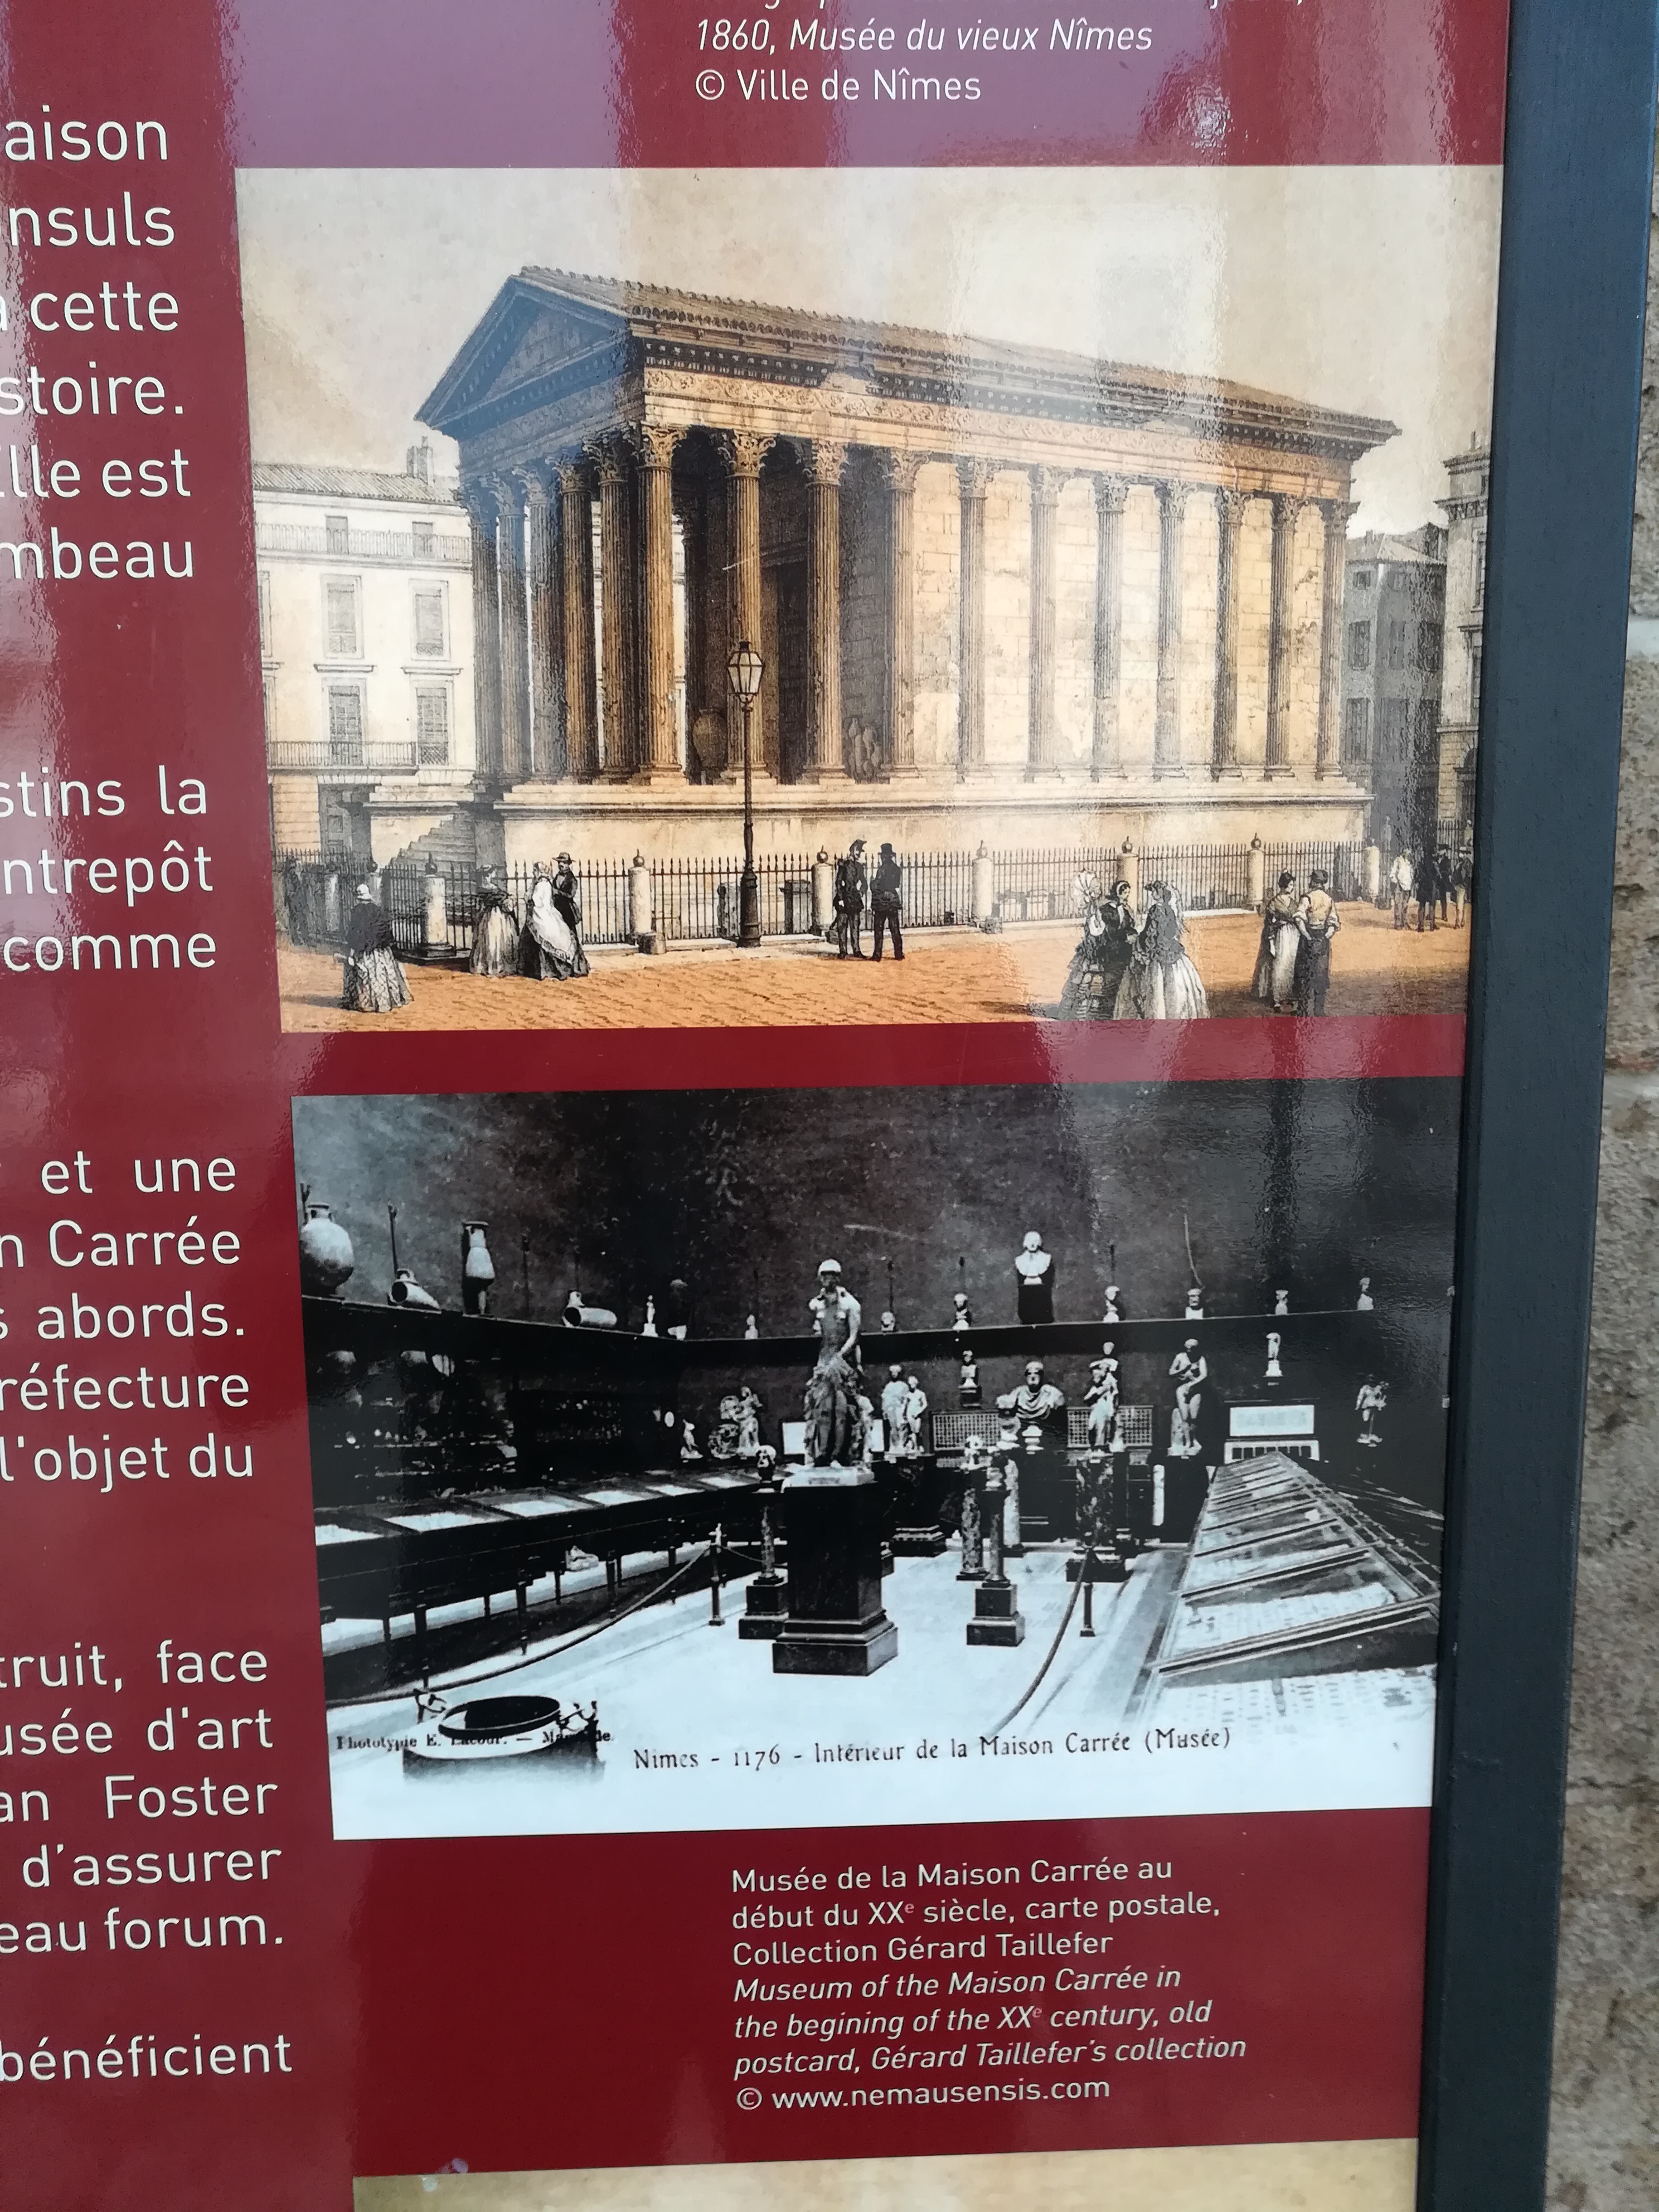 1860, Musée du vieux Nîmes
© Ville de Nîmes
aison
nsuls
à cette
stoire.
lle est
mbeau
stins la
ntrepôt
comme
et une
n Carrée
s abords.
réfecture
l'objet du
truit, face
usée d'art
an Foster
d'assurer
eau forum.
bénéficient
Phototypie E. Lacour. —
Nimes - 1176 - Intérieur de la Maison Carrée (Musée)
Musée de la Maison Carrée au
début du XXe siècle, carte postale,
Collection Gérard Taillefer
Museum of the Maison Carrée in
the begining of the XXe century, old
postcard, Gérard Taillefer's collection
© www.nemausensis.com